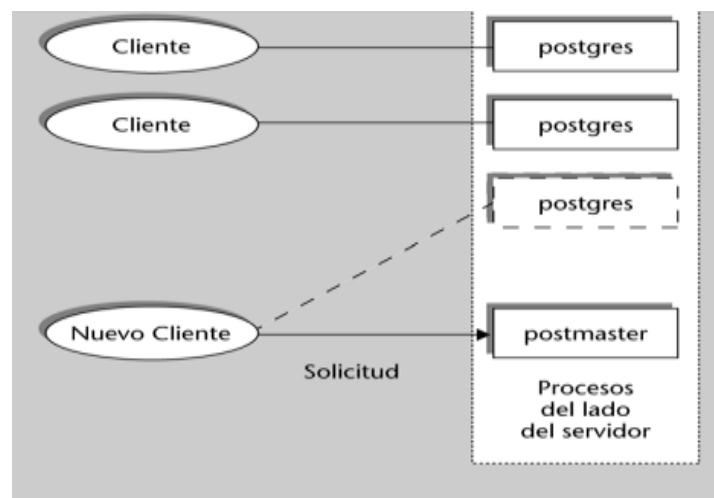 Cliente
postgres
Cliente
postgres
postgres
Nuevo Cliente
postmaster
Solicitud
Procesos
del lado
del servidor